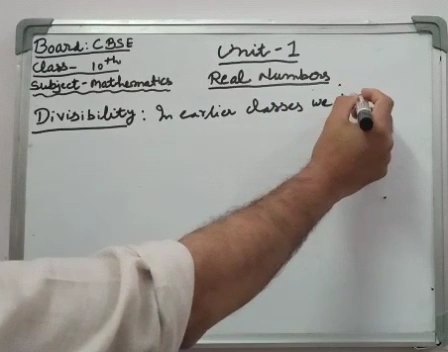 Board: CBSE
Class- 10th
Subject- Mathematics
Unit-1
Real Numbers
Divisibility: In earlier classes we